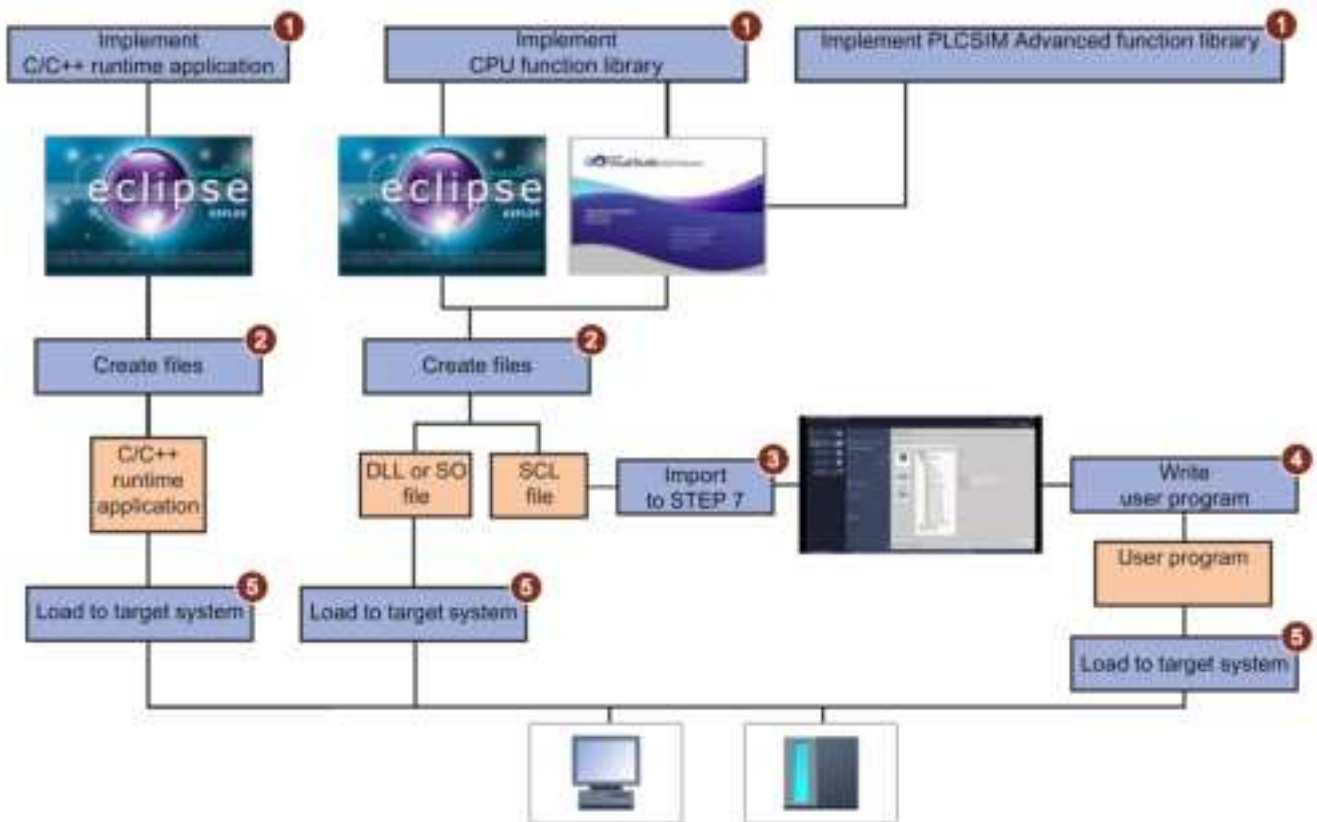 1
Implement
C/C++ runtime application
1
Implement
CPU function library
1
Implement PLCSIM Advanced function library
eclipse
eclipse
2
Create files
2
Create files
C/C++
runtime
application
DLL or SO
file
SCL
file
3
Import
to STEP 7
4
Write
user program
User program
5
Load to target system
5
Load to target system
5
Load to target system